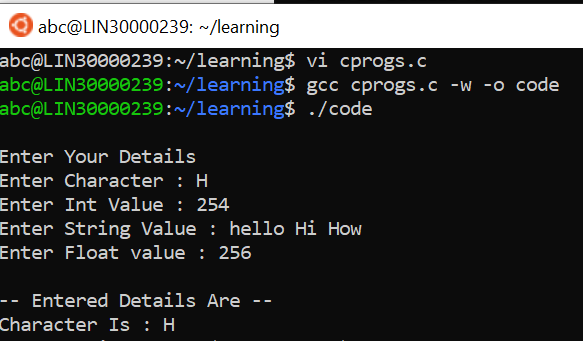 abc@LIN30000239: ~/learning
abc@LIN30000239:~/learning$ vi cprogs.c
abc@LIN30000239:~/learning$ gcc cprogs.c -w -o code
abc@LIN30000239:~/learning$ ./code
Enter Your Details
Enter Character : H
Enter Int Value : 254
Enter String Value : hello Hi How
Enter Float value : 256
-- Entered Details Are --
Character Is : H